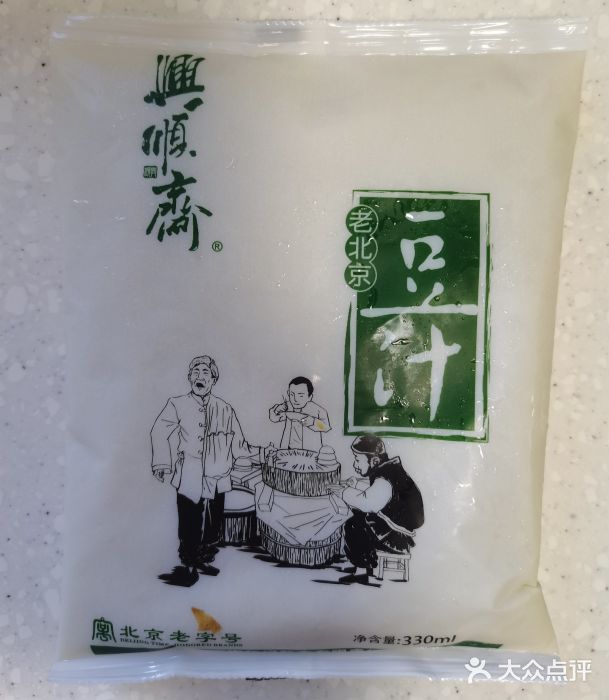 興順齋®
老北京
豆汁
北京老字号
BEIJING TIME-HONORED BRANDS
净含量:330ml
大众点评